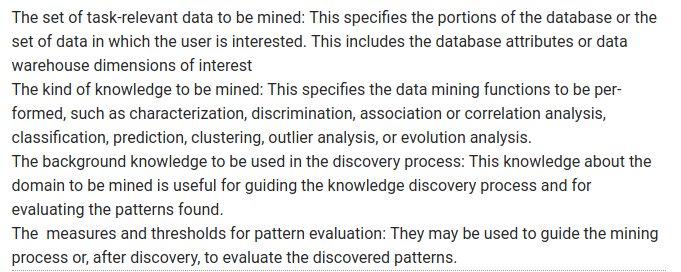 The set of task-relevant data to be mined: This specifies the portions of the database or the
set of data in which the user is interested. This includes the database attributes or data
warehouse dimensions of interest
The kind of knowledge to be mined: This specifies the data mining functions to be per-
formed, such as characterization, discrimination, association or correlation analysis,
classification, prediction, clustering, outlier analysis, or evolution analysis.
The background knowledge to be used in the discovery process: This knowledge about the
domain to be mined is useful for guiding the knowledge discovery process and for
evaluating the patterns found.
The  measures and thresholds for pattern evaluation: They may be used to guide the mining
process or, after discovery, to evaluate the discovered patterns.